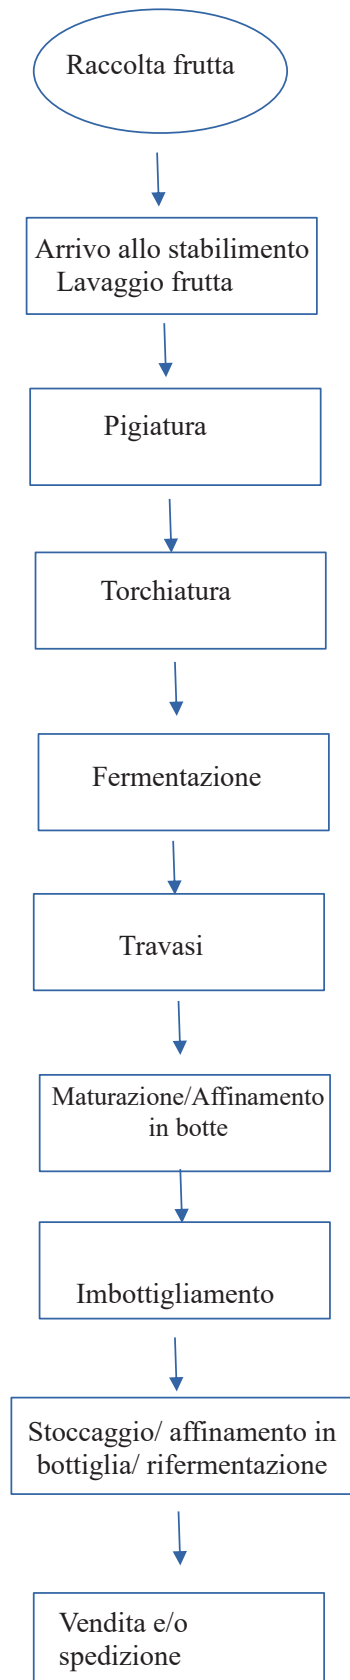 Raccolta frutta
Arrivo allo stabilimento
Lavaggio frutta
Pigiatura
Torchiatura
Fermentazione
Travasi
Maturazione/Affinamento
in botte
Imbottigliamento
Stoccaggio/ affinamento in
bottiglia/ rifermentazione
Vendita e/o
spedizione